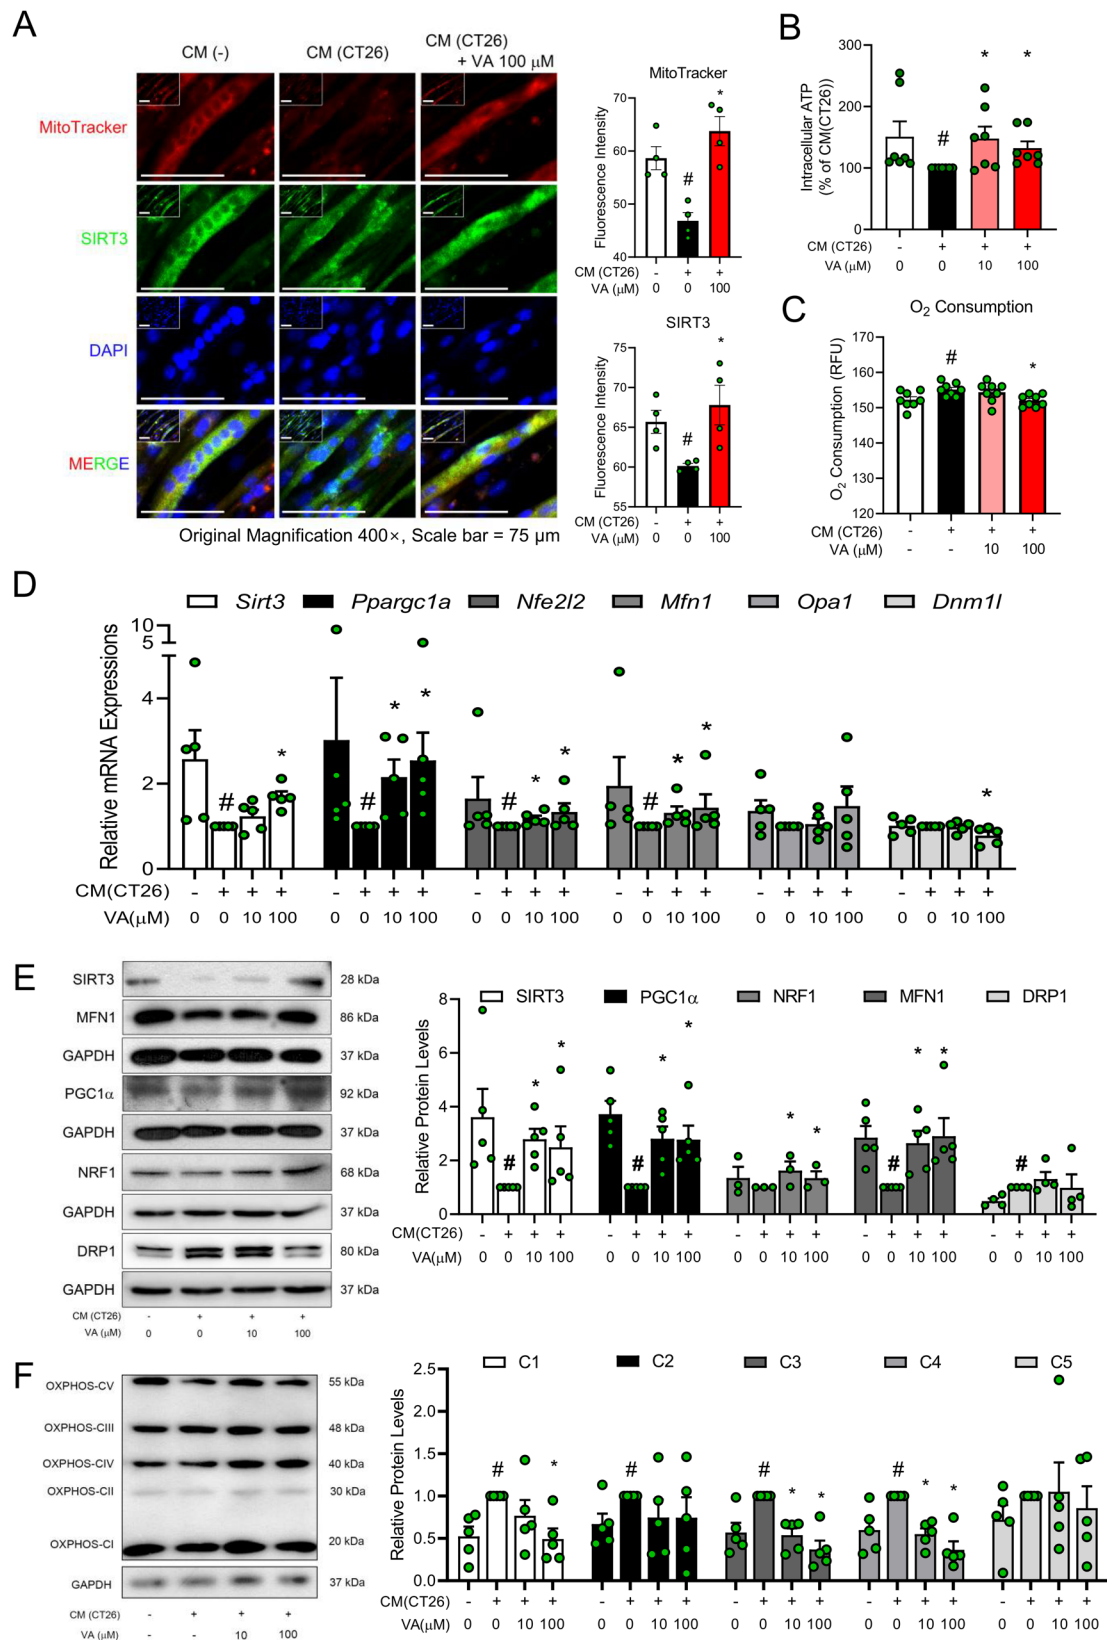 A
CM (-)
CM (CT26)
CM (CT26)
+ VA 100 μM
MitoTracker
SIRT3
DAPI
MERGE
Original Magnification 400×, Scale bar = 75 μm
MitoTracker
Fluorescence Intensity
70
60
50
40
*
#
CM (CT26) - + +
VA (μM) 0 0 100
SIRT3
Fluorescence Intensity
75
70
65
60
55
*
#
CM (CT26) - + +
VA (μM) 0 0 100
B
Intracellular ATP
(% of CM(CT26))
300
200
100
0
# * *
CM (CT26) - + + +
VA (μM) 0 0 10 100
C
O2 Consumption
O2 Consumption (RFU)
170
160
150
140
130
120
# *
CM (CT26) - + + +
VA (μM) - - 10 100
D
Sirt3 Ppargc1a Nfe2l2 Mfn1 Opa1 Dnm1l
Relative mRNA Expressions
10
5
4
2
0
# * # * * # * * # * * *
CM(CT26) - + + + - + + + - + + + - + + + - + + + - + + +
VA(μM) 0 0 10 100 0 0 10 100 0 0 10 100 0 0 10 100 0 0 10 100 0 0 10 100
E
SIRT3 28 kDa
MFN1 86 kDa
GAPDH 37 kDa
PGC1α 92 kDa
GAPDH 37 kDa
NRF1 68 kDa
GAPDH 37 kDa
DRP1 80 kDa
GAPDH 37 kDa
CM (CT26) - + + +
VA (μM) 0 0 10 100
SIRT3 PGC1α NRF1 MFN1 DRP1
Relative Protein Levels
8
6
4
2
0
# * * # * * * * # * * #
CM(CT26) - + + + - + + + - + + + - + + + - + + +
VA(μM) 0 0 10 100 0 0 10 100 0 0 10 100 0 0 10 100 0 0 10 100
F
OXPHOS-CV 55 kDa
OXPHOS-CIII 48 kDa
OXPHOS-CIV 40 kDa
OXPHOS-CII 30 kDa
OXPHOS-CI 20 kDa
GAPDH 37 kDa
CM (CT26) - + + +
VA (μM) - - 10 100
C1 C2 C3 C4 C5
Relative Protein Levels
2.5
2.0
1.5
1.0
0.5
0.0
# * # # * * # * *
CM(CT26) - + + + - + + + - + + + - + + + - + + +
VA(μM) 0 0 10 100 0 0 10 100 0 0 10 100 0 0 10 100 0 0 10 100